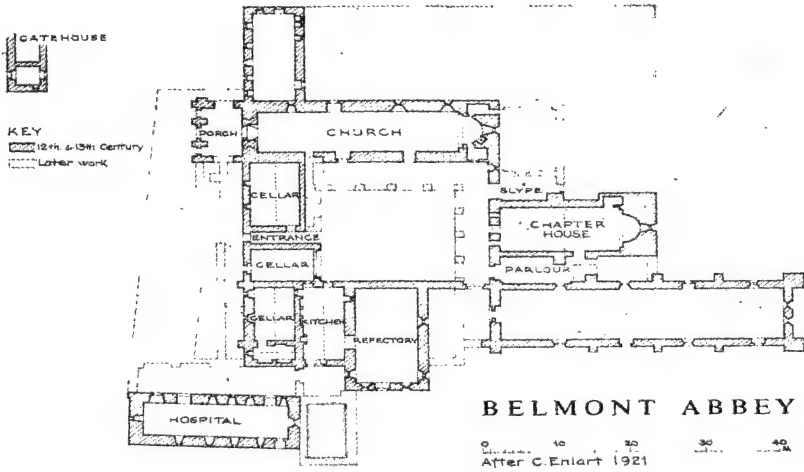 GATEHOUSE
KEY
12th. & 13th. Century
Later work
PORCH
CHURCH
CELLAR
SLYPE
ENTRANCE
CHAPTER
HOUSE
CELLAR
PARLOUR
CELLAR
KITCHEN
REFECTORY
HOSPITAL
BELMONT ABBEY
0 10 20 30 40
M
After C. Enlart 1921